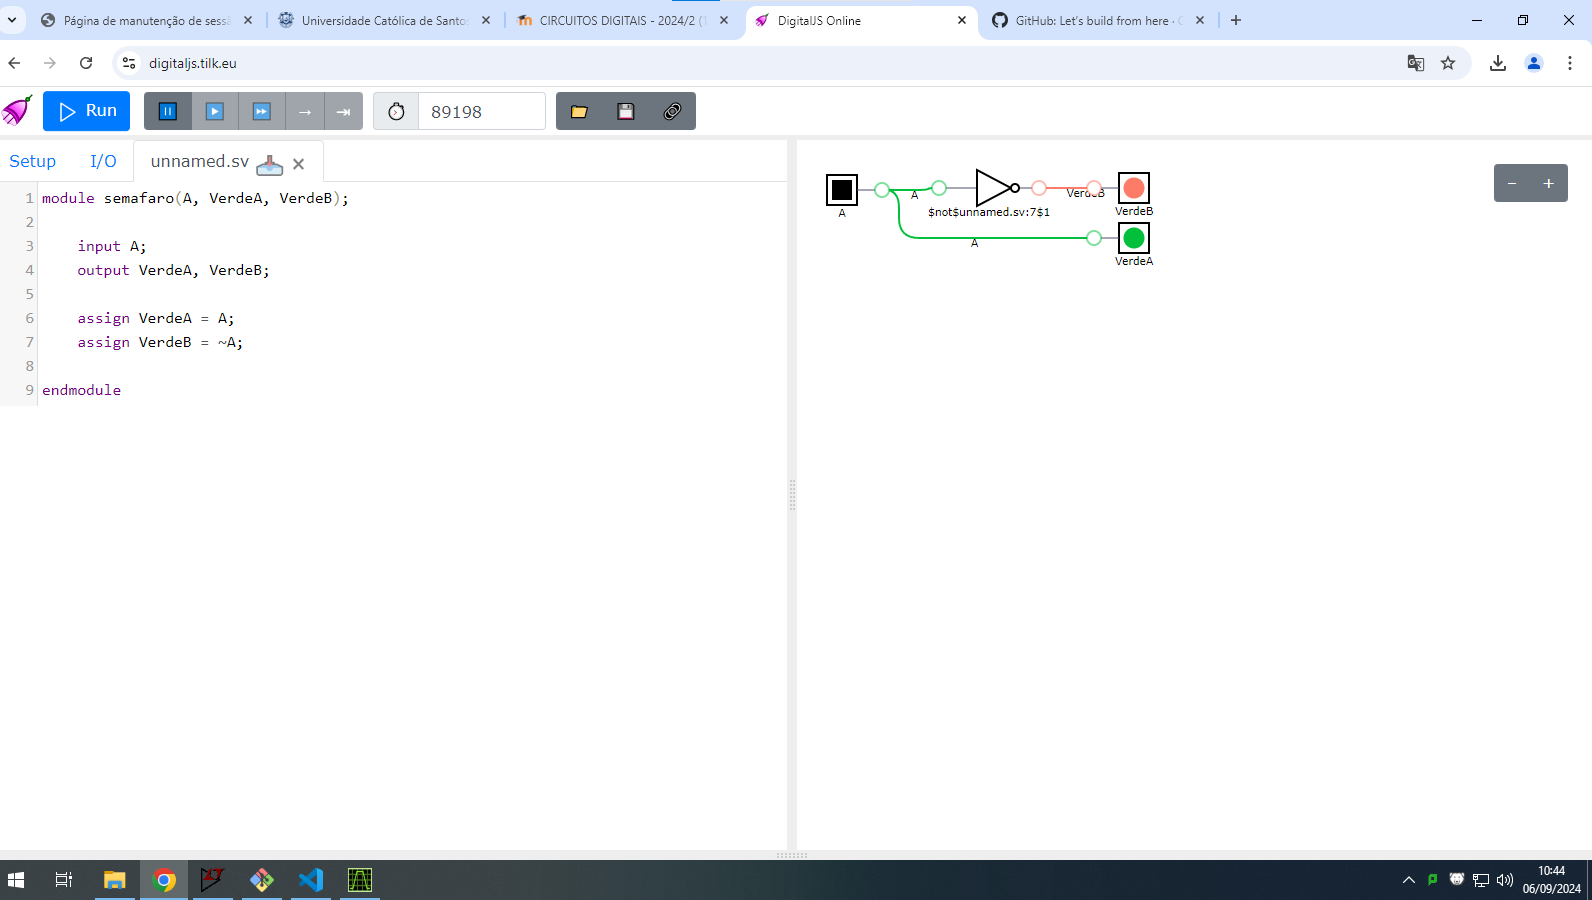 Página de manutenção de sess
Universidade Católica de Santos
CIRCUITOS DIGITAIS - 2024/2 (1
DigitalJS Online
GitHub: Let's build from here · G
digitaljs.tilk.eu
Run
89198
Setup
I/O
unnamed.sv
1 module semafaro(A, VerdeA, VerdeB);
2
3 input A;
4 output VerdeA, VerdeB;
5
6 assign VerdeA = A;
7 assign VerdeB = ~A;
8
9 endmodule
A
A
$not$unnamed.sv:7$1
VerdeB
VerdeB
A
VerdeA
10:44
06/09/2024